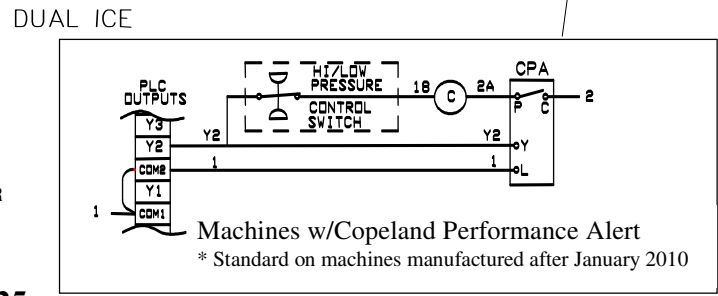 DUAL ICE
HI/LOW
PRESSURE
CONTROL
SWITCH
PLC
OUTPUTS
Y3
Y2
COM2
Y1
COM1
1
Y2
1
18
C
2A
CPA
P C
2
Y2
Y
1
L
R
Machines w/Copeland Performance Alert
* Standard on machines manufactured after January 2010